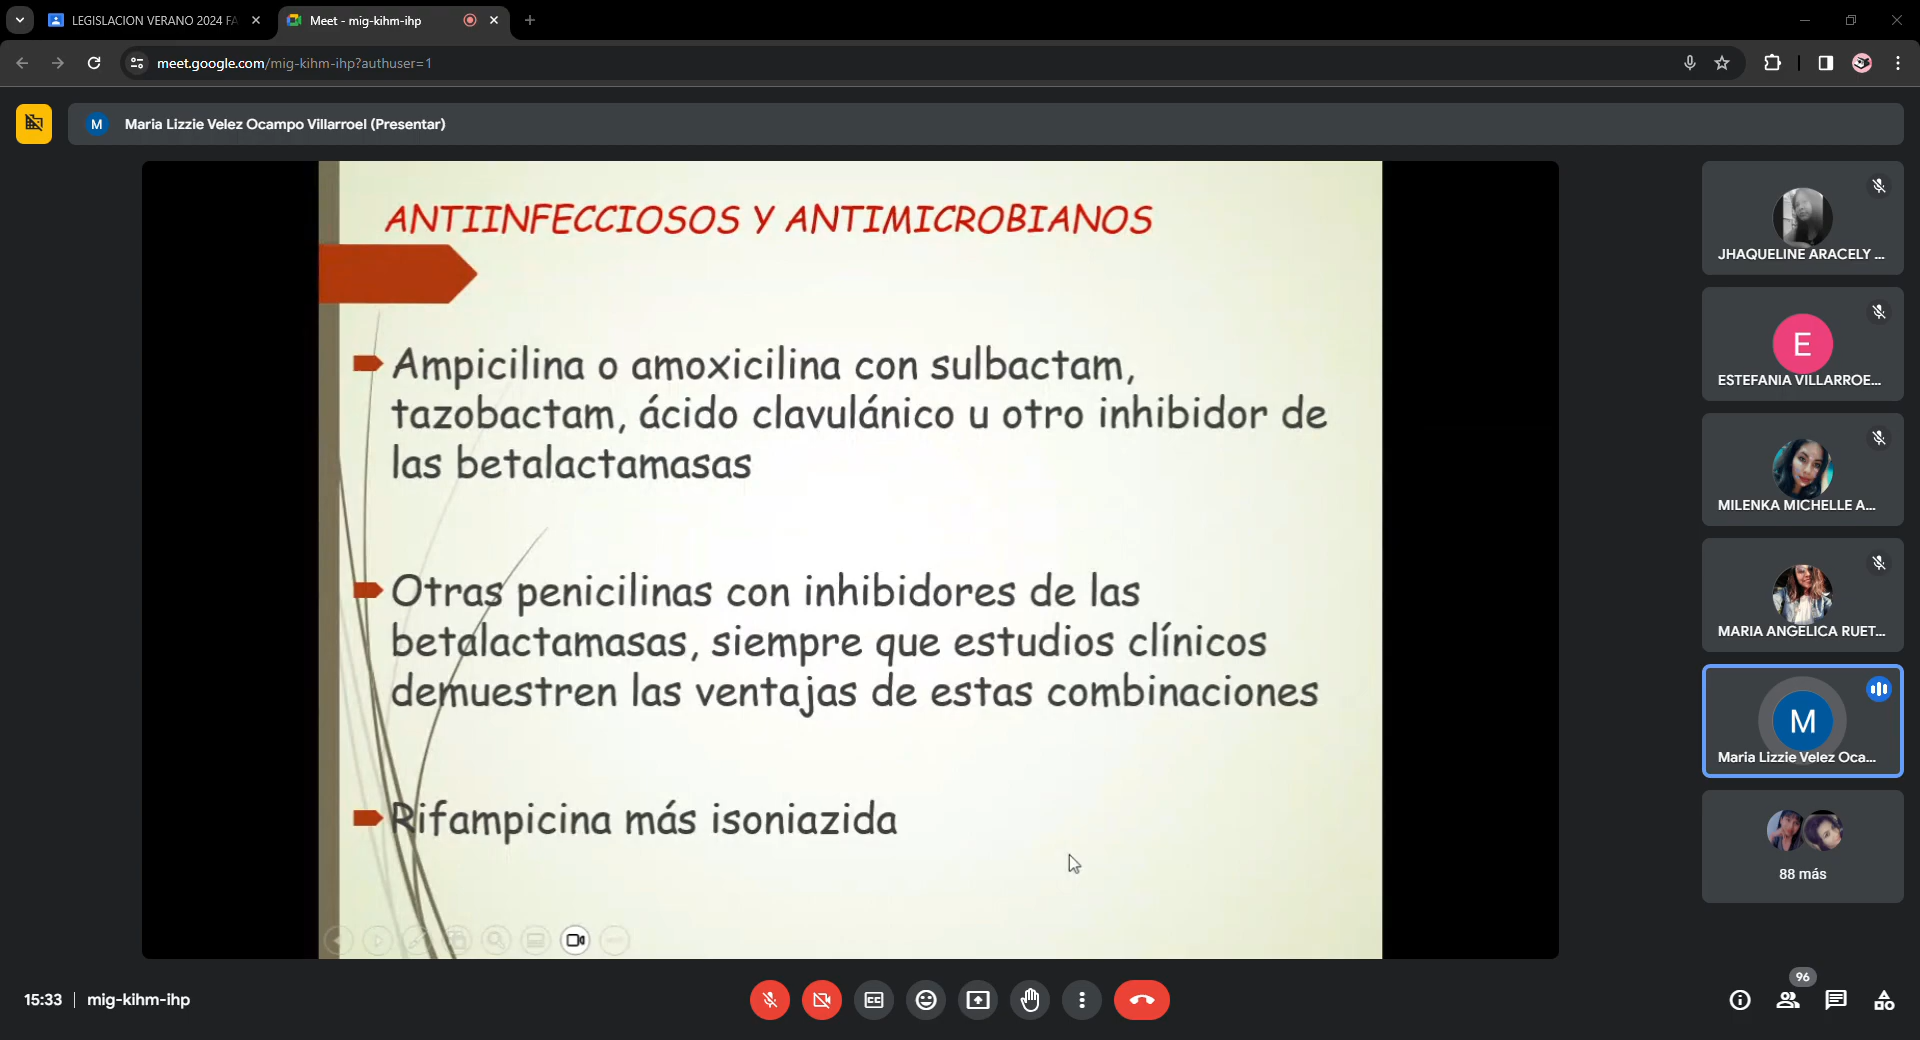 LEGISLACION VERANO 2024 FA
Meet - mig-kihm-ihp
meet.google.com/mig-kihm-ihp?authuser=1
M
Maria Lizzie Velez Ocampo Villarroel (Presentar)
ANTIINFECCIOSOS Y ANTIMICROBIANOS
Ampicilina o amoxicilina con sulbactam,
tazobactam, ácido clavulánico u otro inhibidor de
las betalactamasas
Otras penicilinas con inhibidores de las
betalactamasas, siempre que estudios clínicos
demuestren las ventajas de estas combinaciones
Rifampicina más isoniazida
JHAQUELINE ARACELY ...
E
ESTEFANIA VILLARROE...
MILENKA MICHELLE A...
MARIA ANGELICA RUET...
M
Maria Lizzie Velez Oca...
88 más
15:33 | mig-kihm-ihp
96